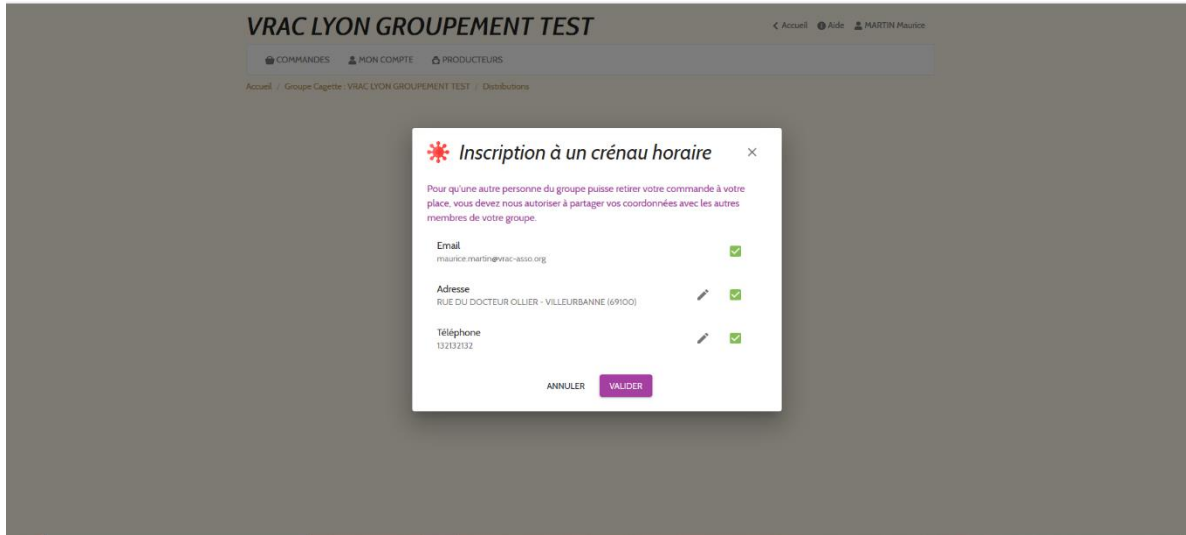 VRAC LYON GROUPEMENT TEST
Accueil Aide MARTIN Maurice
COMMANDES MON COMPTE PRODUCTEURS
Accueil / Groupe Cagette : VRAC LYON GROUPEMENT TEST / Distributions
Inscription à un crénau horaire
Pour qu'une autre personne du groupe puisse retirer votre commande à votre
place, vous devez nous autoriser à partager vos coordonnées avec les autres
membres de votre groupe.
Email
maurice.martin@vrac-asso.org
Adresse
RUE DU DOCTEUR OLLIER - VILLEURBANNE (69100)
Téléphone
132132132
ANNULER VALIDER